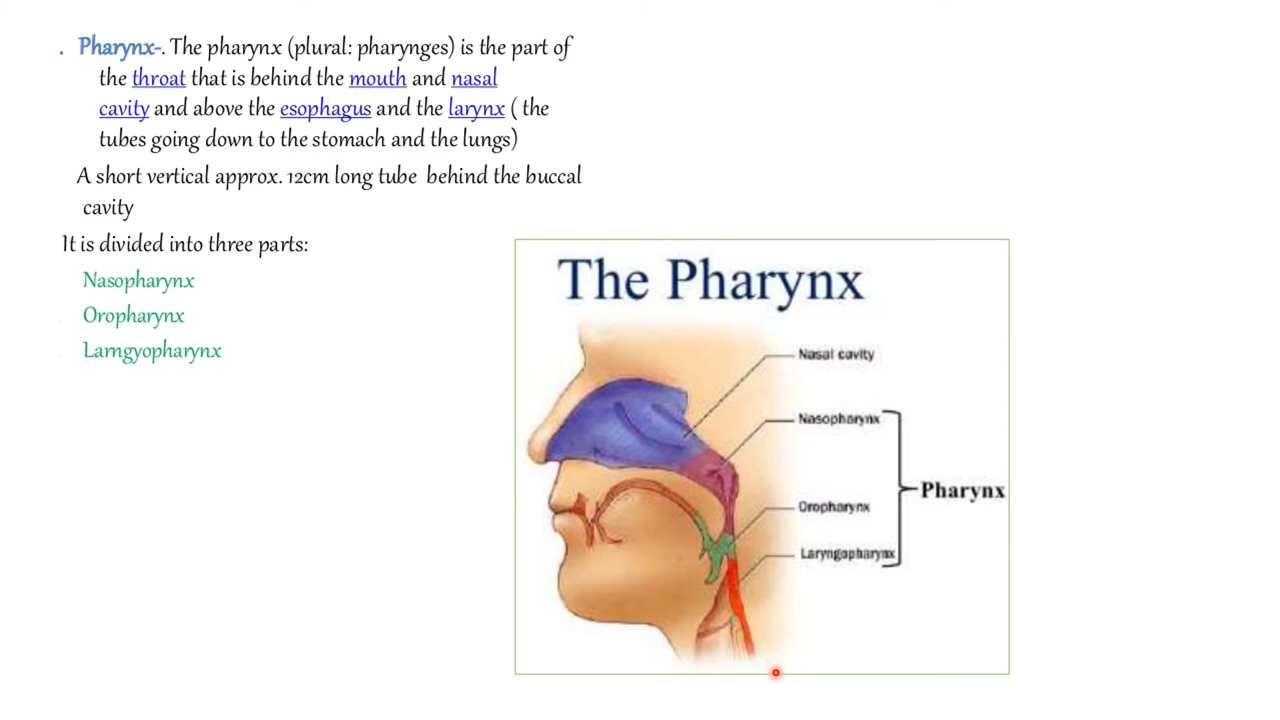 . Pharynx-. The pharynx (plural: pharynges) is the part of
the throat that is behind the mouth and nasal
cavity and above the esophagus and the larynx ( the
tubes going down to the stomach and the lungs)
A short vertical approx. 12cm long tube behind the buccal
cavity
It is divided into three parts:
Nasopharynx
Oropharynx
Larngyopharynx
The Pharynx
Nasal cavity
Nasopharynx
Pharynx
Oropharynx
Laryngopharynx